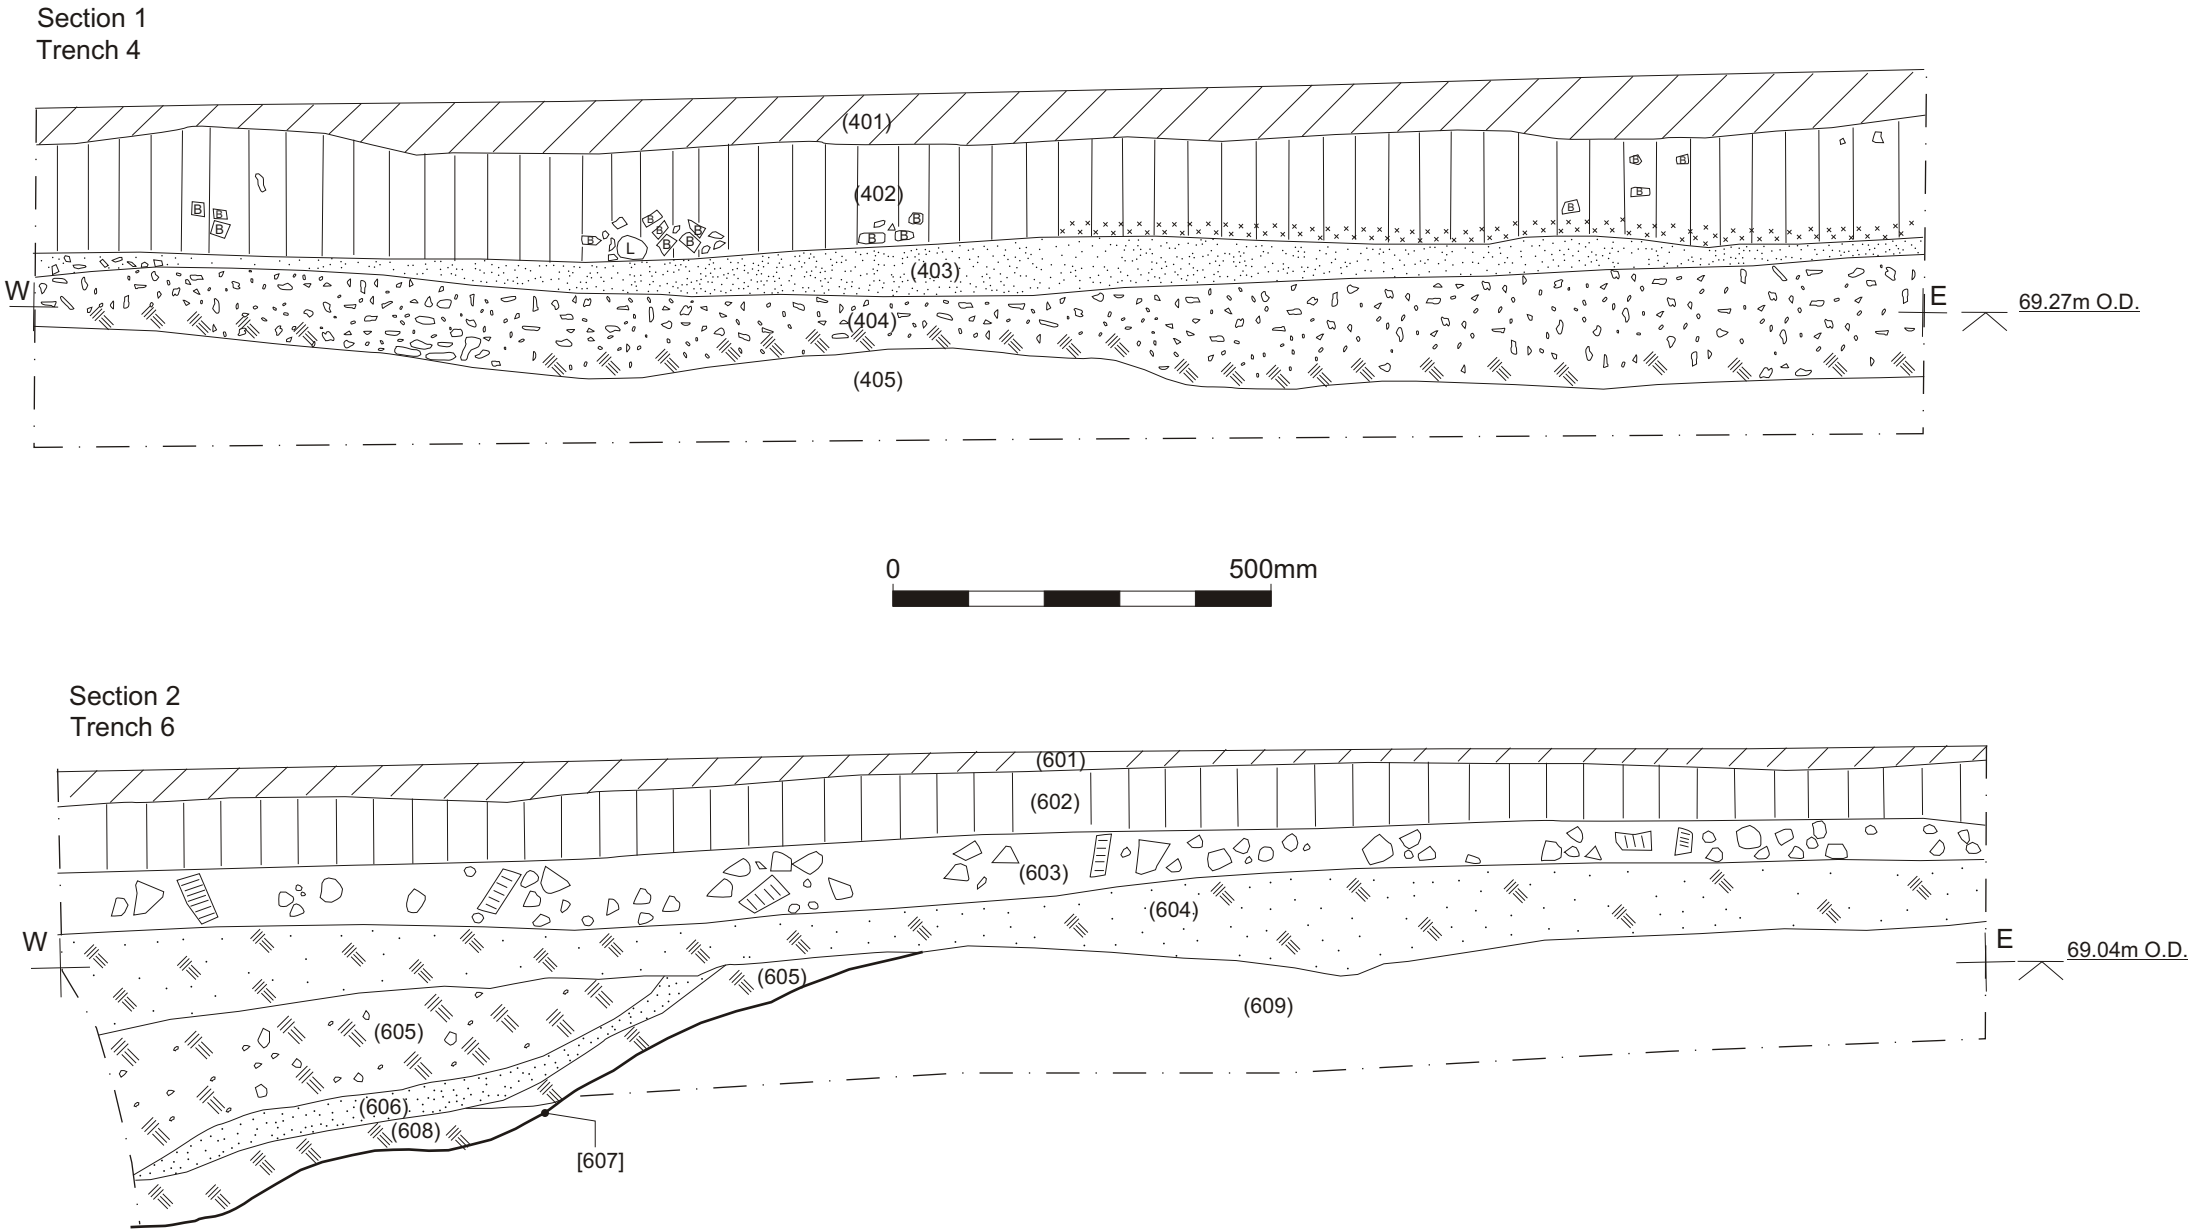 Section 1
Trench 4
(401)
(402)
B
B
B
B
B
B
B
B
B
L
B
B
B
B
B
B
B
(403)
W
E
69.27m O.D.
(404)
(405)
0 500mm
Section 2
Trench 6
(601)
(602)
(603)
(604)
W
E
69.04m O.D.
(605)
(609)
(605)
(606)
(608)
[607]